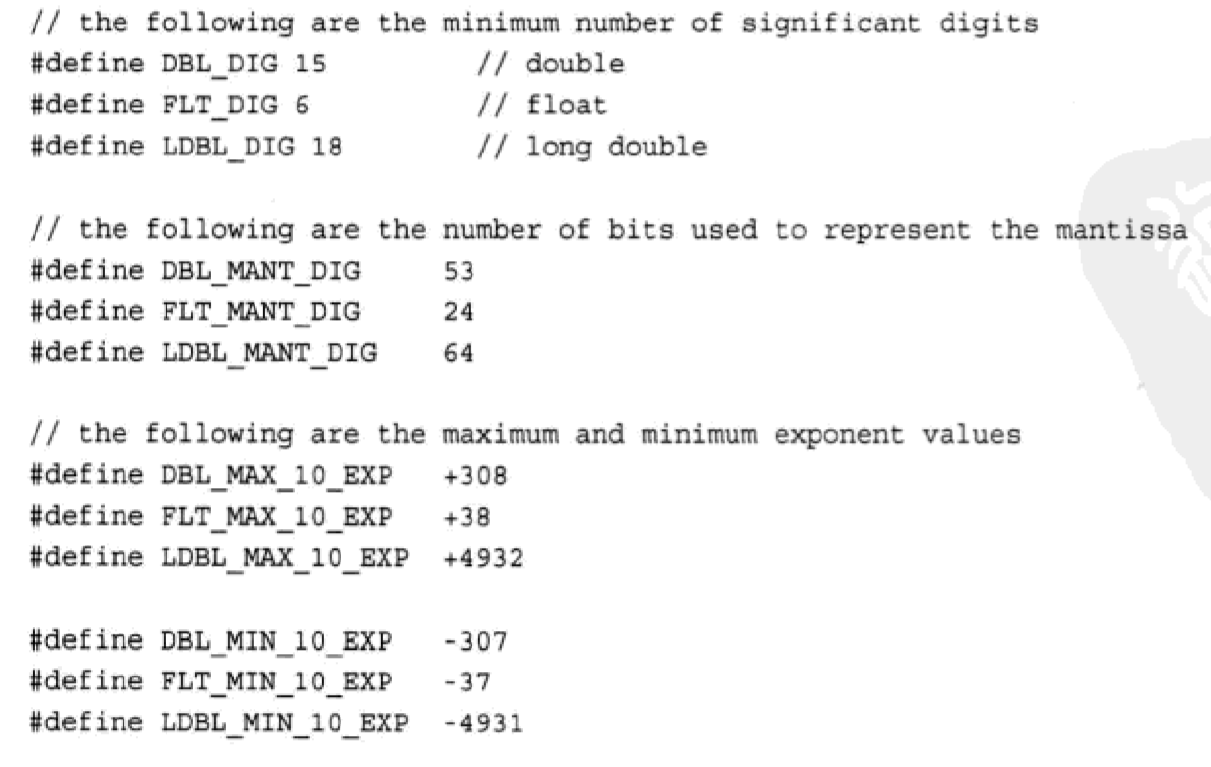 // the following are the minimum number of significant digits
#define DBL_DIG 15 // double
#define FLT_DIG 6 // float
#define LDBL_DIG 18 // long double
// the following are the number of bits used to represent the mantissa
#define DBL_MANT_DIG 53
#define FLT_MANT_DIG 24
#define LDBL_MANT_DIG 64
// the following are the maximum and minimum exponent values
#define DBL_MAX_10_EXP +308
#define FLT_MAX_10_EXP +38
#define LDBL_MAX_10_EXP +4932
#define DBL_MIN_10_EXP -307
#define FLT_MIN_10_EXP -37
#define LDBL_MIN_10_EXP -4931